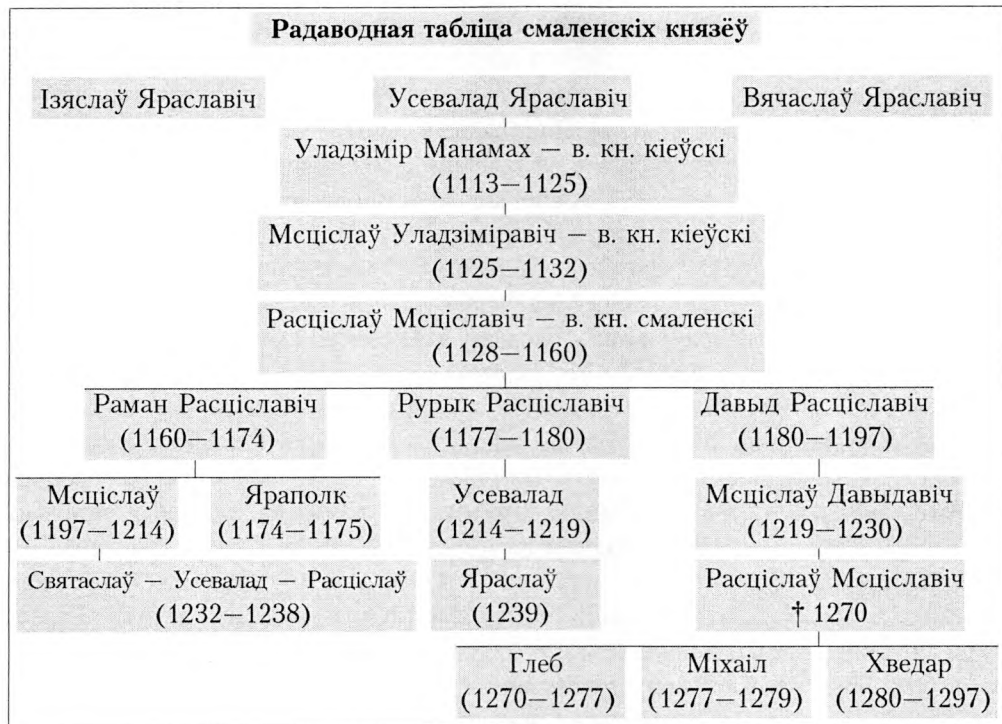 Радаводная табліца смаленскіх князёў
Ізяслаў Яраславіч Усевалад Яраславіч Вячаслаў Яраславіч
Уладзімір Манамах — в. кн. кіеўскі
(1113—1125)
Мсціслаў Уладзіміравіч — в. кн. кіеўскі
(1125—1132)
Расціслаў Мсціславіч — в. кн. смаленскі
(1128—1160)
Раман Расціславіч Рурык Расціславіч Давыд Расціславіч
(1160—1174) (1177—1180) (1180—1197)
Мсціслаў Яраполк Усевалад Мсціслаў Давыдавіч
(1197—1214) (1174—1175) (1214—1219) (1219—1230)
Святаслаў — Усевалад — Расціслаў Яраслаў Расціслаў Мсціславіч
(1232—1238) (1239) † 1270
Глеб Міхаіл Хведар
(1270—1277) (1277—1279) (1280—1297)